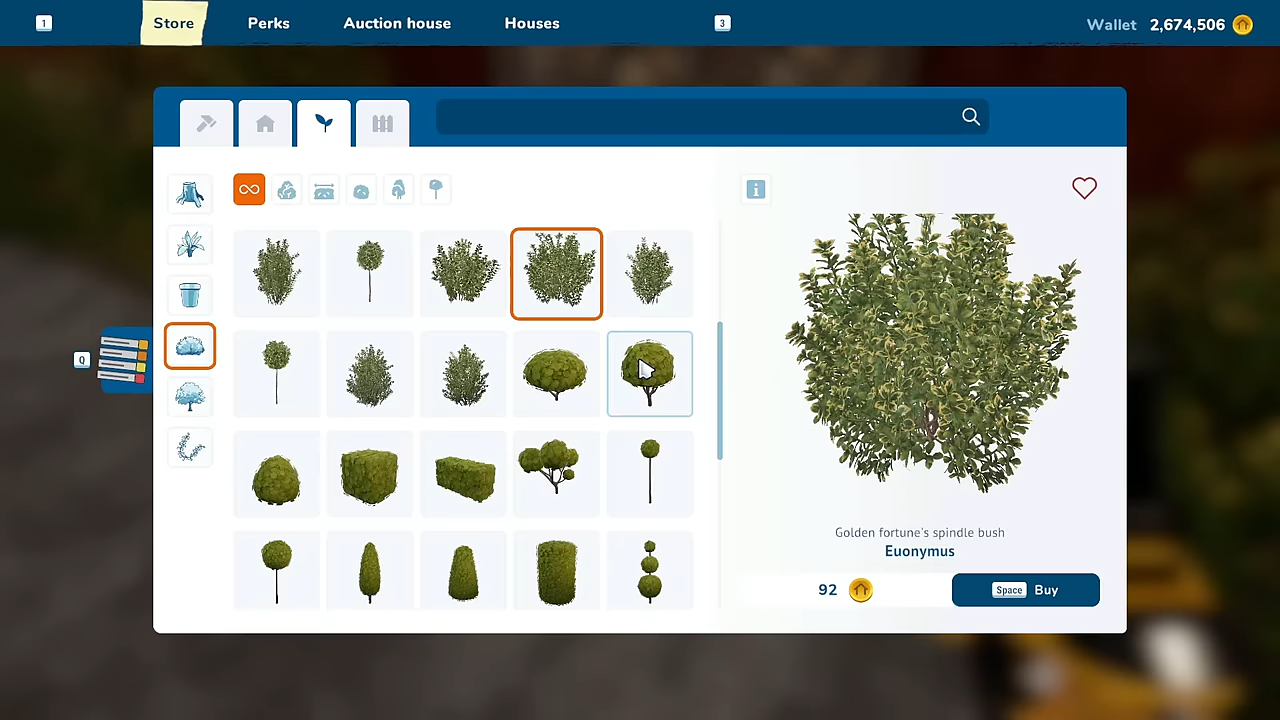 1
Store
Perks
Auction house
Houses
3
Wallet 2,674,506
Q
Golden fortune's spindle bush
Euonymus
92
Space Buy